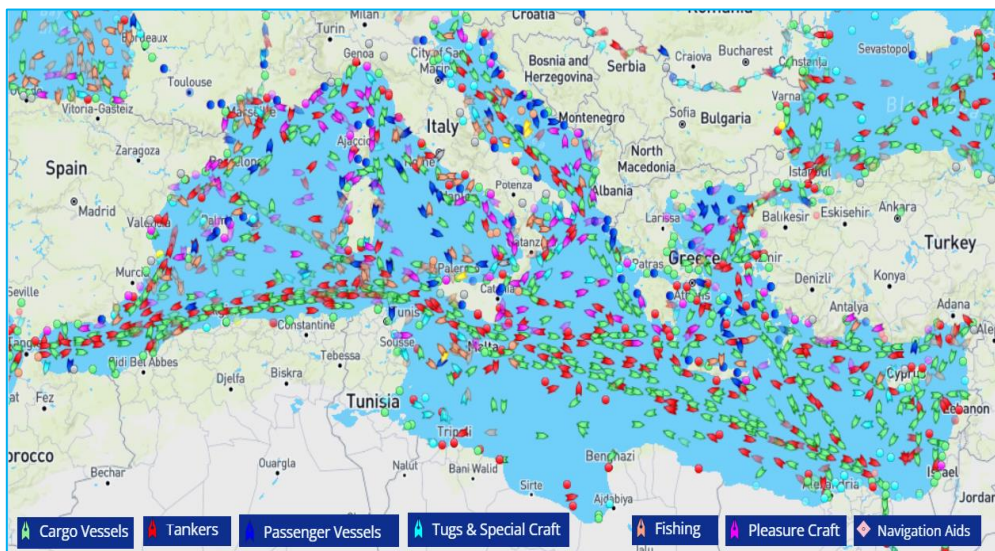 Milan
Croatia
Romania
Bordeaux
Turin
Genoa
Bosnia and
Herzegovina
Serbia
Craiova
Bucharest
Constanta
Sevastopol
Toulouse
Varna
Vitoria-Gasteiz
Marseille
Italy
Montenegro
Sofia
Bulgaria
Zaragoza
Ajaccio
North
Macedonia
Spain
Potenza
Albania
Istanbul
Madrid
Larissa
Balıkesir
Eskisehir
Ankara
Turkey
Patras
Greece
Denizli
Konya
Seville
Palermo
Catania
Antalya
Adana
Tunis
Constantine
Sousse
Malta
Sidi Bel Abbes
Tebessa
Cyprus
Fez
Djelfa
Biskra
Tunisia
Lebanon
Tripoli
Benghazi
Bechar
Ouargla
Nalut
Bani Walid
Sirte
Ajdabiya
Israel
Jordan
Cargo Vessels
Tankers
Passenger Vessels
Tugs & Special Craft
Fishing
Pleasure Craft
Navigation Aids